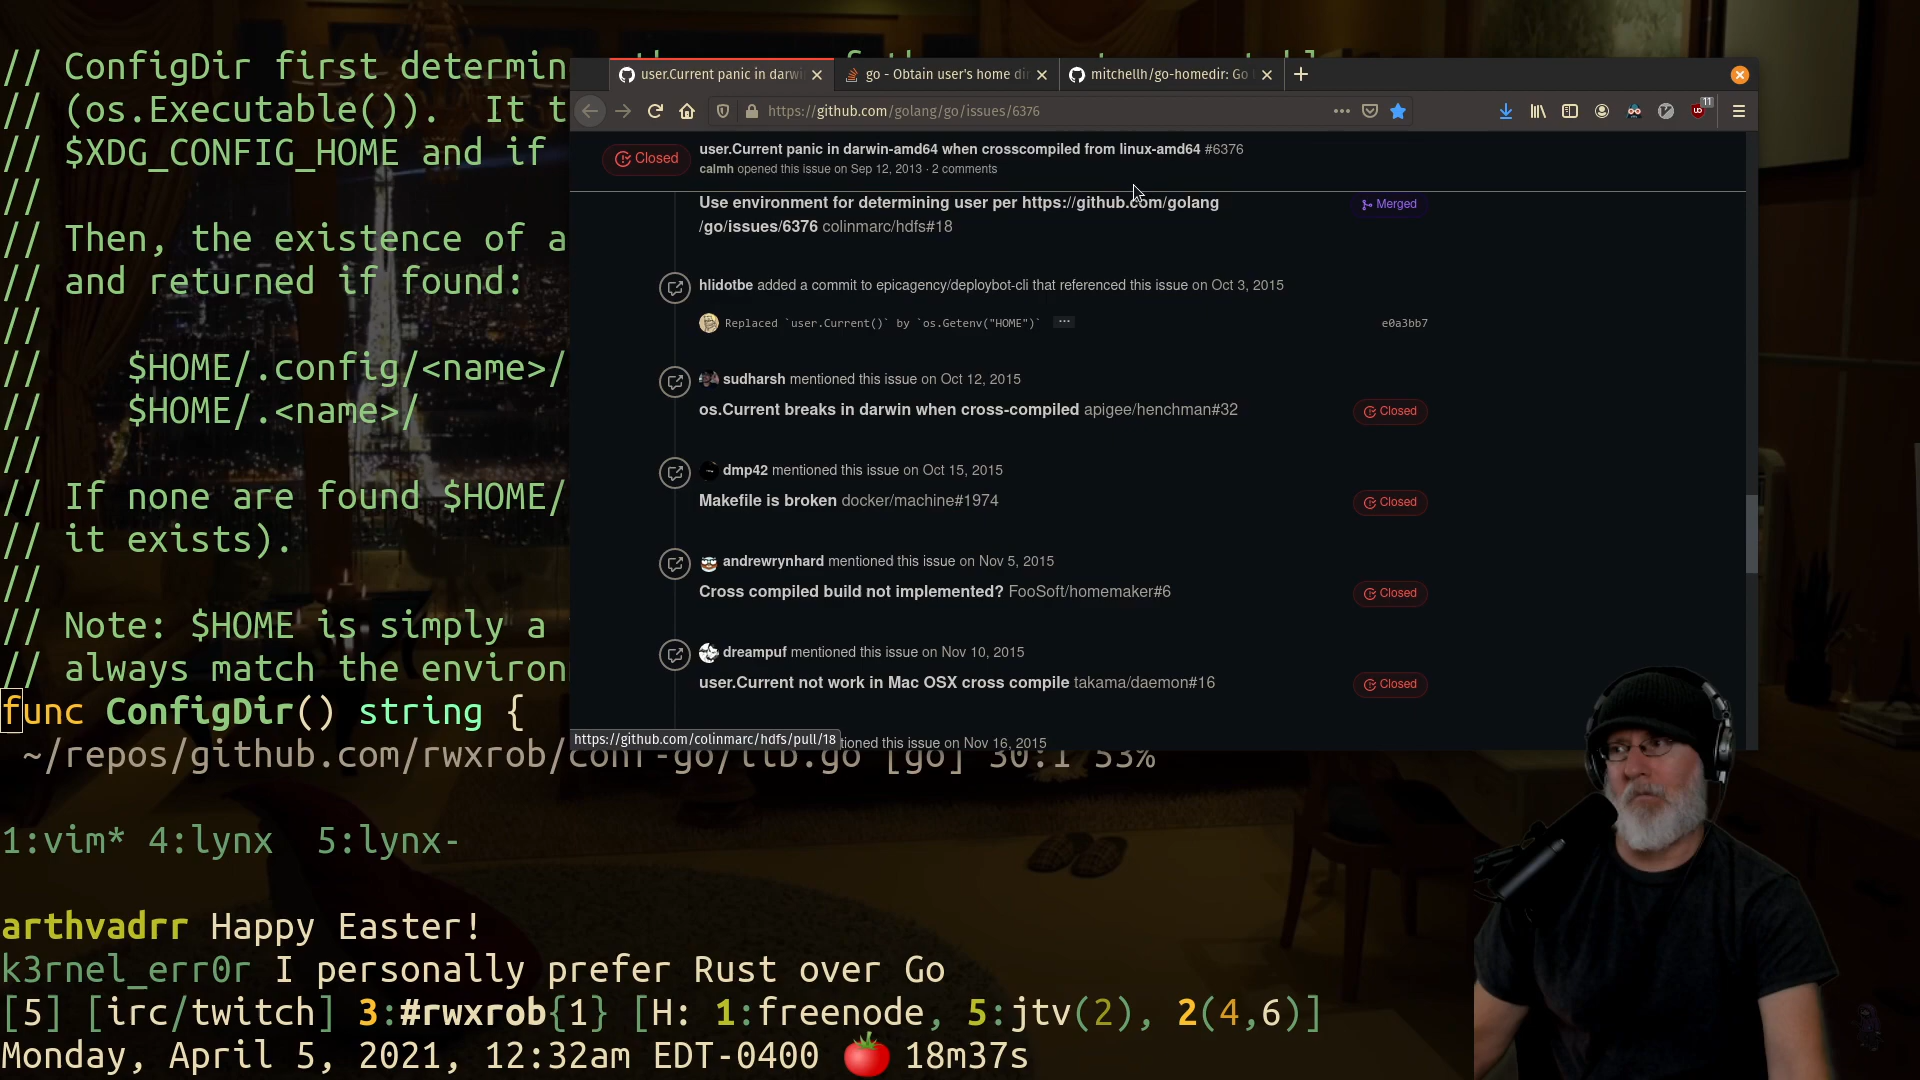 // ConfigDir first determin
// (os.Executable()).  It t
// $XDG_CONFIG_HOME and if
//
// Then, the existence of a
// and returned if found:
//
//    $HOME/.config/<name>/
//    $HOME/.<name>/
//
// If none are found $HOME/
// it exists).
//
// Note: $HOME is simply a
// always match the environ
func ConfigDir() string {
~/repos/github.com/rwxrob/conf-go/lib.go [go] 30:1 53%
1:vim* 4:lynx  5:lynx-
arthvadrr Happy Easter!
k3rnel_err0r I personally prefer Rust over Go
[5] [irc/twitch] 3:#rwxrob{1} [H: 1:freenode, 5:jtv(2), 2(4,6)]
Monday, April 5, 2021, 12:32am EDT-0400 🍅 18m37s
user.Current panic in darwi
go - Obtain user's home di
mitchellh/go-homedir: Go
https://github.com/golang/go/issues/6376
11
Closed
user.Current panic in darwin-amd64 when crosscompiled from linux-amd64 #6376
calmh opened this issue on Sep 12, 2013 · 2 comments
Use environment for determining user per https://github.com/golang
/go/issues/6376 colinmarc/hdfs#18
Merged
hlidotbe added a commit to epicagency/deploybot-cli that referenced this issue on Oct 3, 2015
Replaced `user.Current()` by `os.Getenv("HOME")` …
e0a3bb7
sudharsh mentioned this issue on Oct 12, 2015
os.Current breaks in darwin when cross-compiled apigee/henchman#32
Closed
dmp42 mentioned this issue on Oct 15, 2015
Makefile is broken docker/machine#1974
Closed
andrewrynhard mentioned this issue on Nov 5, 2015
Cross compiled build not implemented? FooSoft/homemaker#6
Closed
dreampuf mentioned this issue on Nov 10, 2015
user.Current not work in Mac OSX cross compile takama/daemon#16
Closed
https://github.com/colinmarc/hdfs/pull/18
tioned this issue on Nov 16, 2015